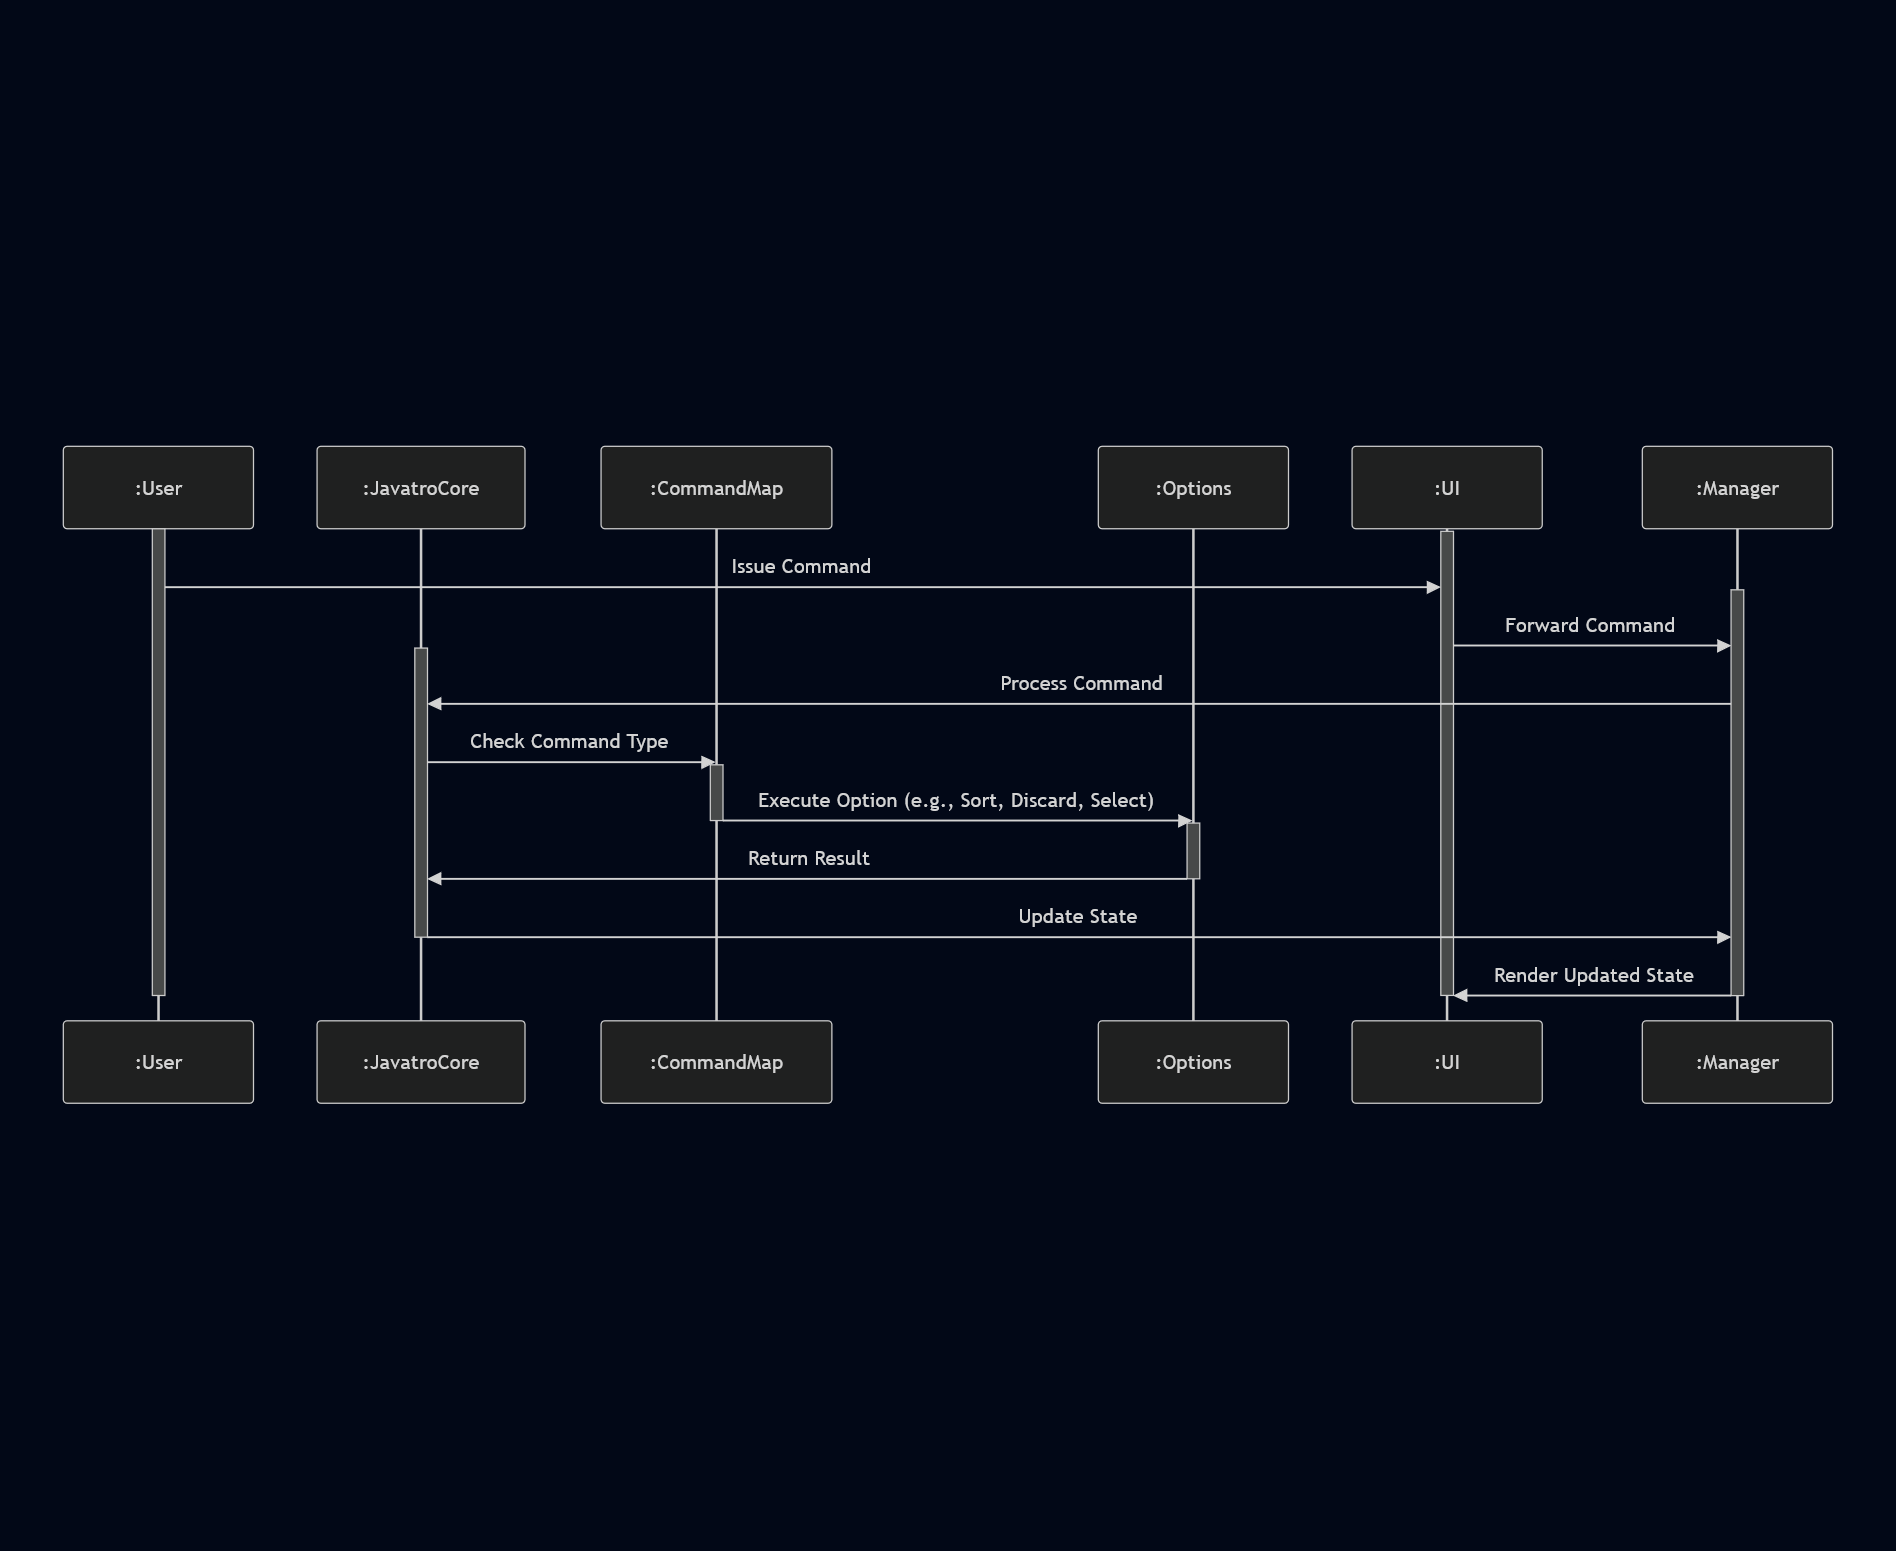 :User
:JavatroCore
:CommandMap
:Options
:UI
:Manager
Issue Command
Forward Command
Process Command
Check Command Type
Execute Option (e.g., Sort, Discard, Select)
Return Result
Update State
Render Updated State
:User
:JavatroCore
:CommandMap
:Options
:UI
:Manager